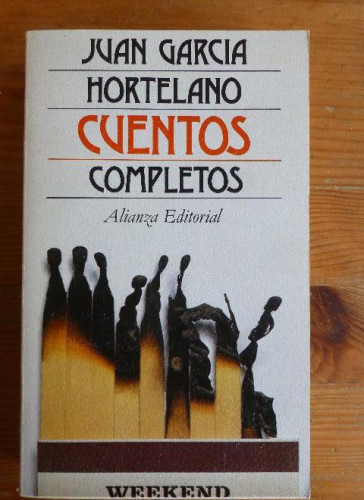 JUAN GARCIA
HORTELANO
CUENTOS
COMPLETOS
Alianza Editorial
WEEKEND